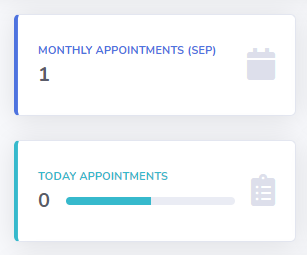 MONTHLY APPOINTMENTS (SEP)
1
TODAY APPOINTMENTS
0